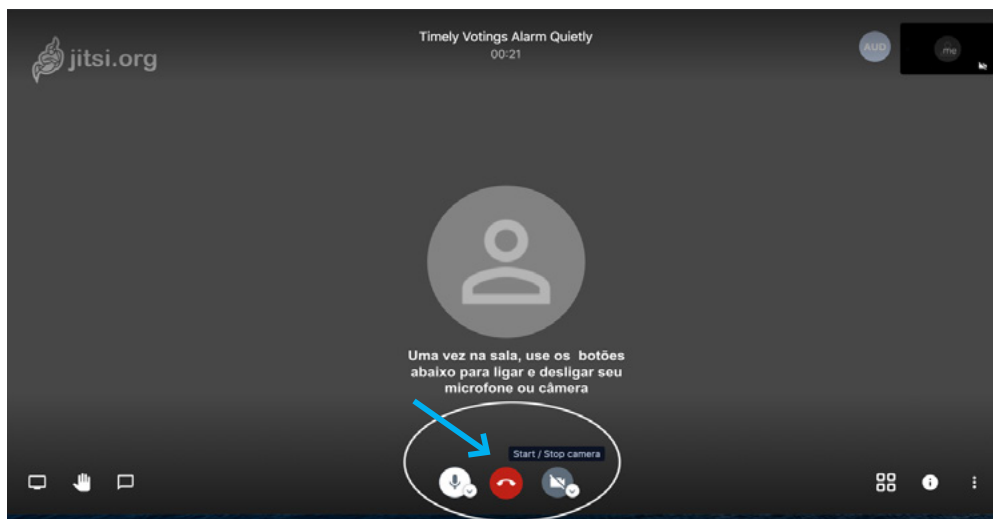 jitsi.org
Timely Votings Alarm Quietly
00:21
AUD
me
Uma vez na sala, use os botões
abaixo para ligar e desligar seu
microfone ou câmera
Start / Stop camera